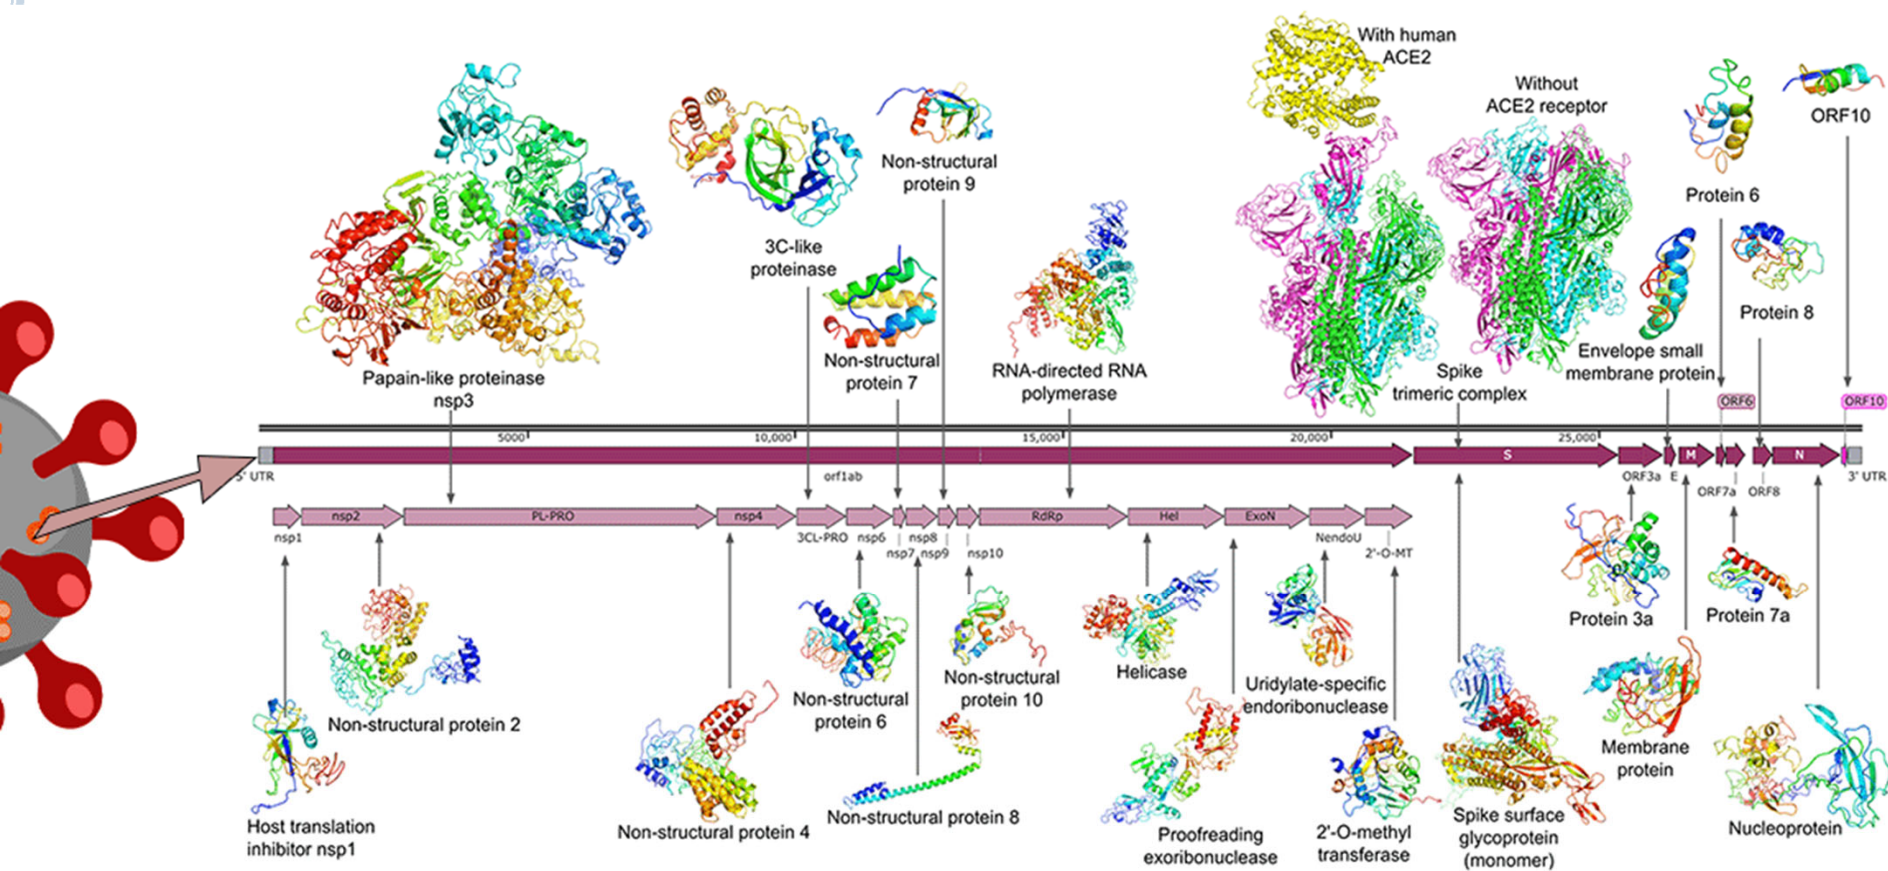 With human
ACE2
Without
ACE2 receptor
ORF10
Non-structural
protein 9
Protein 6
3C-like
proteinase
Protein 8
Non-structural
protein 7
RNA-directed RNA
polymerase
Envelope small
membrane protein
Papain-like proteinase
nsp3
Spike
trimeric complex
ORF6
ORF10
5000
10,000
15,000
20,000
25,000
S
M
N
5' UTR
orf1ab
ORF3a
E
ORF7a
ORF8
3' UTR
nsp2
PL-PRO
nsp4
RdRp
Hel
ExoN
nsp1
3CL-PRO
nsp6
nsp7
nsp8
nsp9
nsp10
NendoU
2'-O-MT
Protein 3a
Protein 7a
Non-structural protein 2
Non-structural
protein 6
Non-structural
protein 10
Helicase
Uridylate-specific
endoribonuclease
Membrane
protein
Host translation
inhibitor nsp1
Non-structural protein 4
Non-structural protein 8
Proofreading
exoribonuclease
2'-O-methyl
transferase
Spike surface
glycoprotein
(monomer)
Nucleoprotein